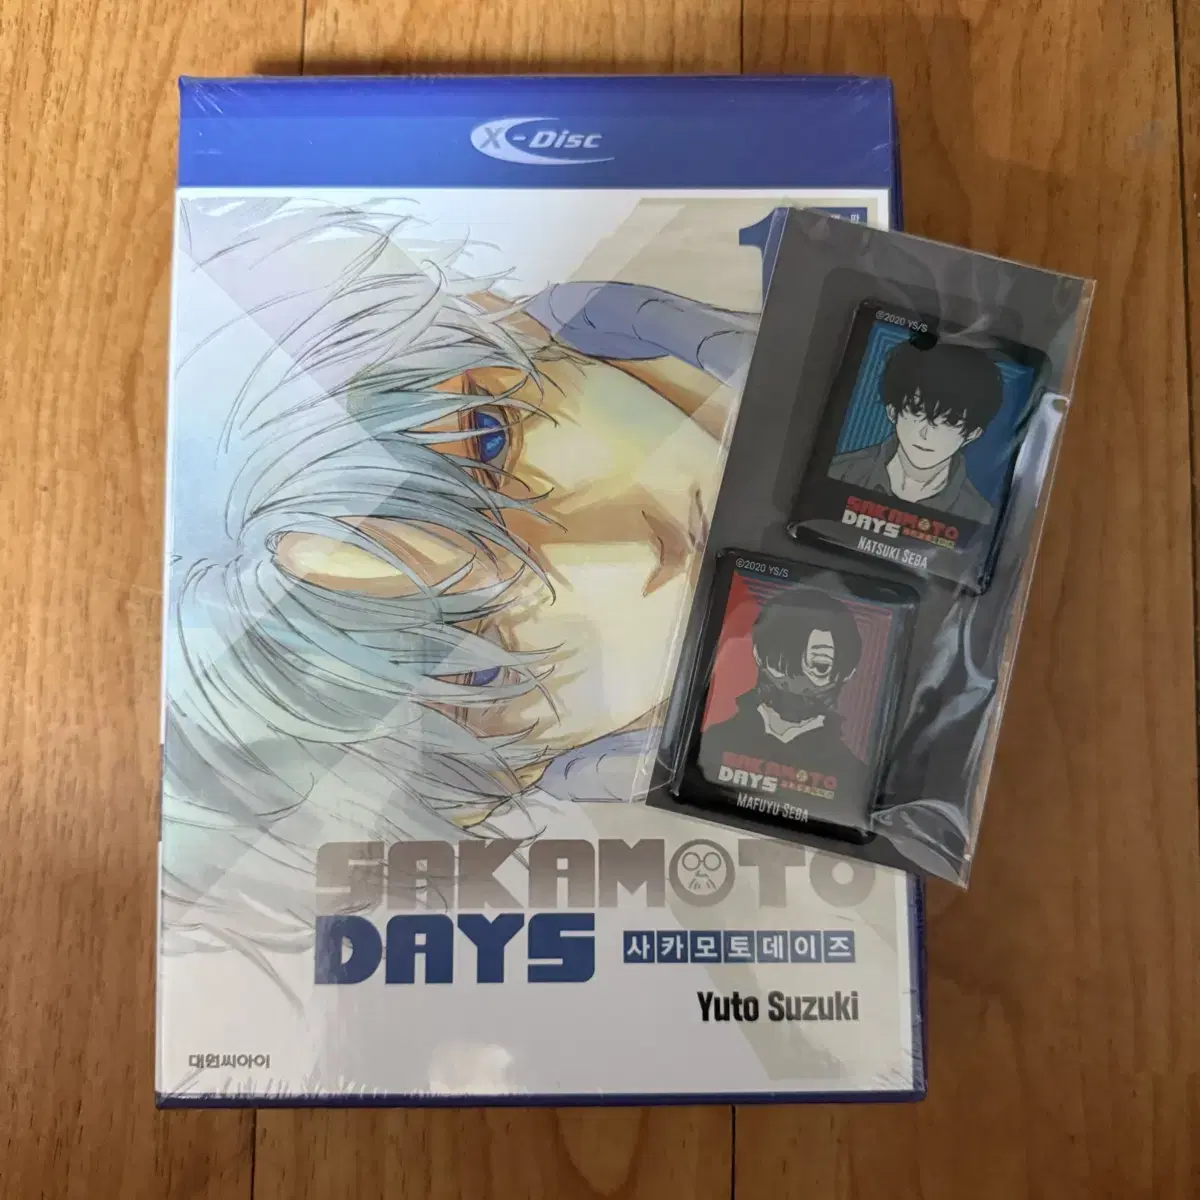 X-Disc
1
SAKAMOTO
DAYS 사카모토데이즈
Yuto Suzuki
대원씨아이
©2020 YS/S
SAKAMOTO
DAYS
NATSUKI SEBA
©2020 YS/S
SAKAMOTO
DAYS
MAFUYU SEBA